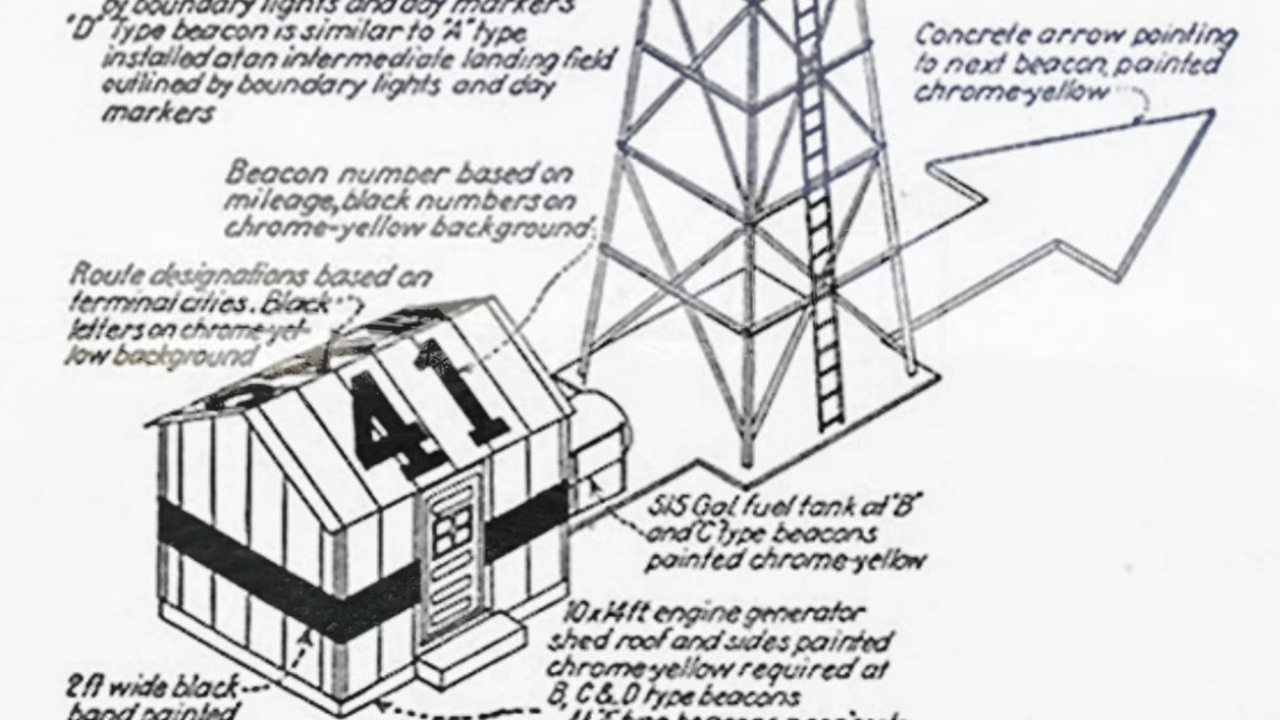 by boundary lights and day markers
"D" Type beacon is similar to "A" type
installed at an intermediate landing field
outlined by boundary lights and day
markers
Concrete arrow pointing
to next beacon, painted
chrome-yellow
Beacon number based on
mileage, black numbers on
chrome-yellow background
Route designations based on
terminal cities. Black
letters on chrome-yel-
low background
41
515 Gal. fuel tank at "B"
and "C" Type beacons
painted chrome-yellow
10x14 ft engine generator
shed roof and sides painted
chrome-yellow required at
B, C & D type beacons
2 ft wide black
band painted